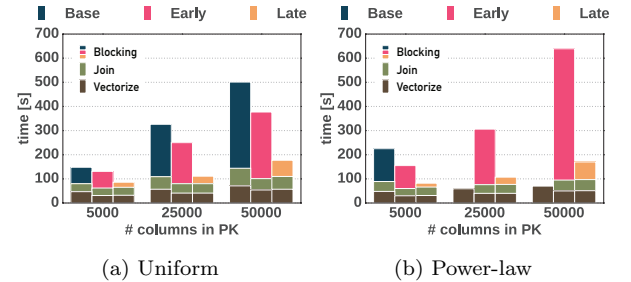 Base Early Late Base Early Late
700 700
600 Blocking 600 Blocking
500 Join 500 Join
400 Vectorize 400 Vectorize
300 300
200 200
100 100
0 0
time [s] time [s]
5000 25000 50000 5000 25000 50000
# columns in PK # columns in PK
(a) Uniform (b) Power-law